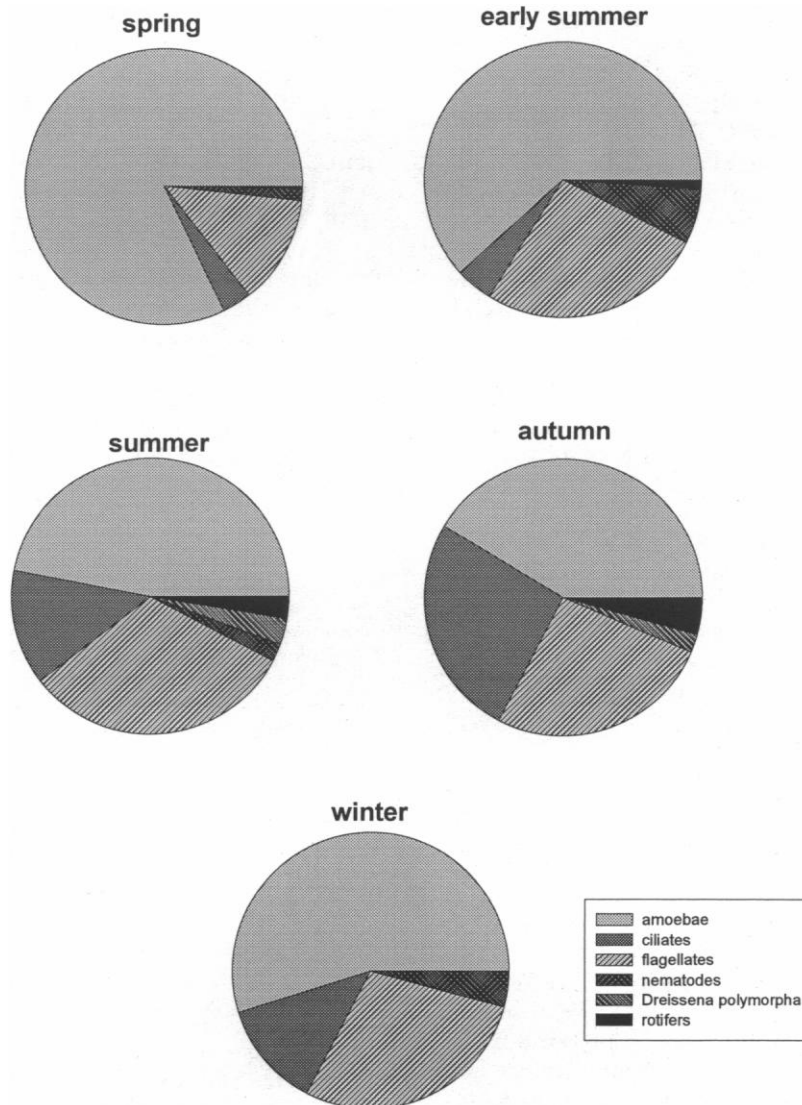 spring
early summer
summer
autumn
winter
amoebae
ciliates
flagellates
nematodes
Dreissena polymorpha
rotifers